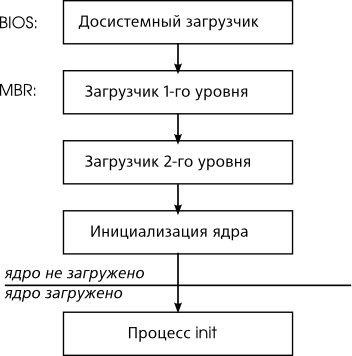 BIOS: Досистемный загрузчик
MBR: Загрузчик 1-го уровня
Загрузчик 2-го уровня
Инициализация ядра
ядро не загружено
ядро загружено
Процесс init